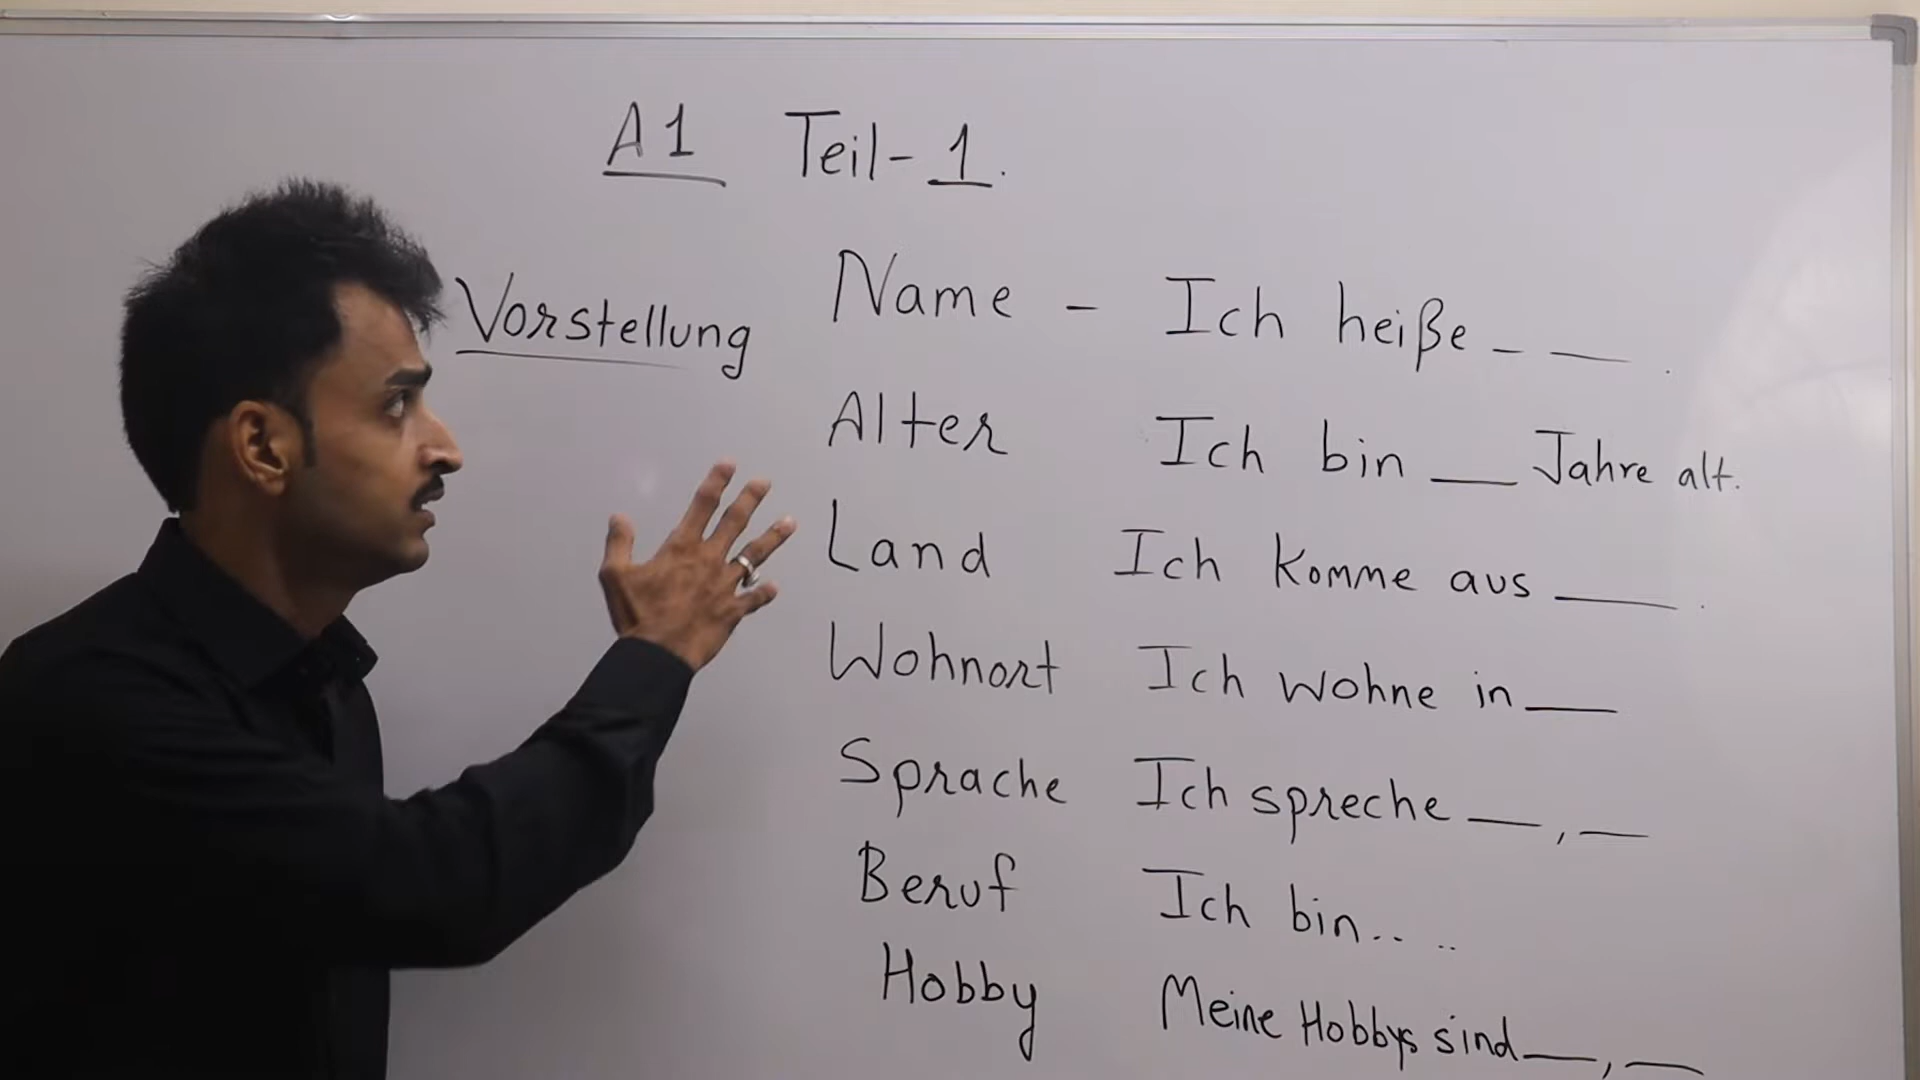 A1 Teil-1.
Vorstellung
Name - Ich heiße _ __.
Alter Ich bin __ Jahre alt.
Land Ich komme aus ___.
Wohnort Ich wohne in __
Sprache Ich spreche __, __
Beruf Ich bin.. ..
Hobby Meine Hobbys sind __, __